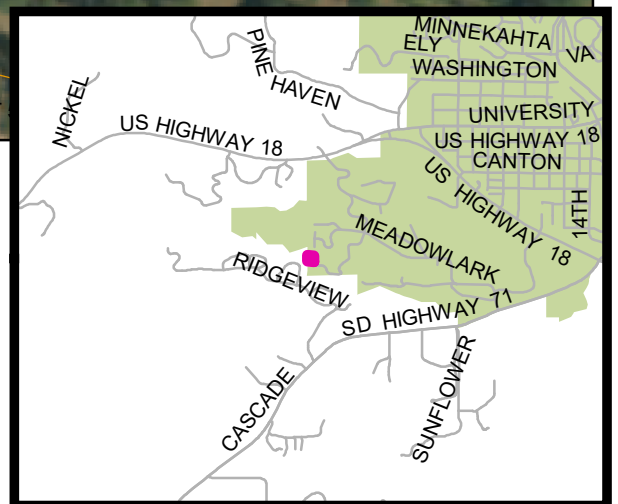 MINNEKAHTA
VA
ELY
WASHINGTON
PINE HAVEN
NICKEL
UNIVERSITY
US HIGHWAY 18
US HIGHWAY 18
CANTON
US HIGHWAY 18
14TH
MEADOWLARK
RIDGEVIEW
SD HIGHWAY 71
SUNFLOWER
CASCADE